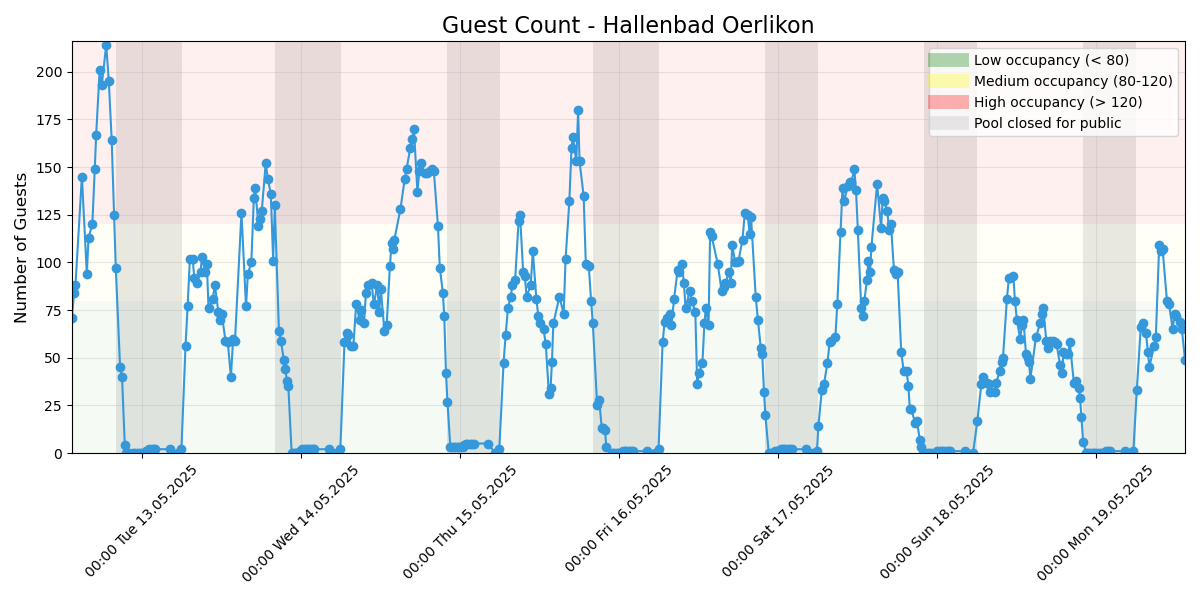 Guest Count - Hallenbad Oerlikon
Low occupancy (< 80)
Medium occupancy (80-120)
High occupancy (> 120)
Pool closed for public
Number of Guests
200
175
150
125
100
75
50
25
0
00:00 Tue 13.05.2025
00:00 Wed 14.05.2025
00:00 Thu 15.05.2025
00:00 Fri 16.05.2025
00:00 Sat 17.05.2025
00:00 Sun 18.05.2025
00:00 Mon 19.05.2025